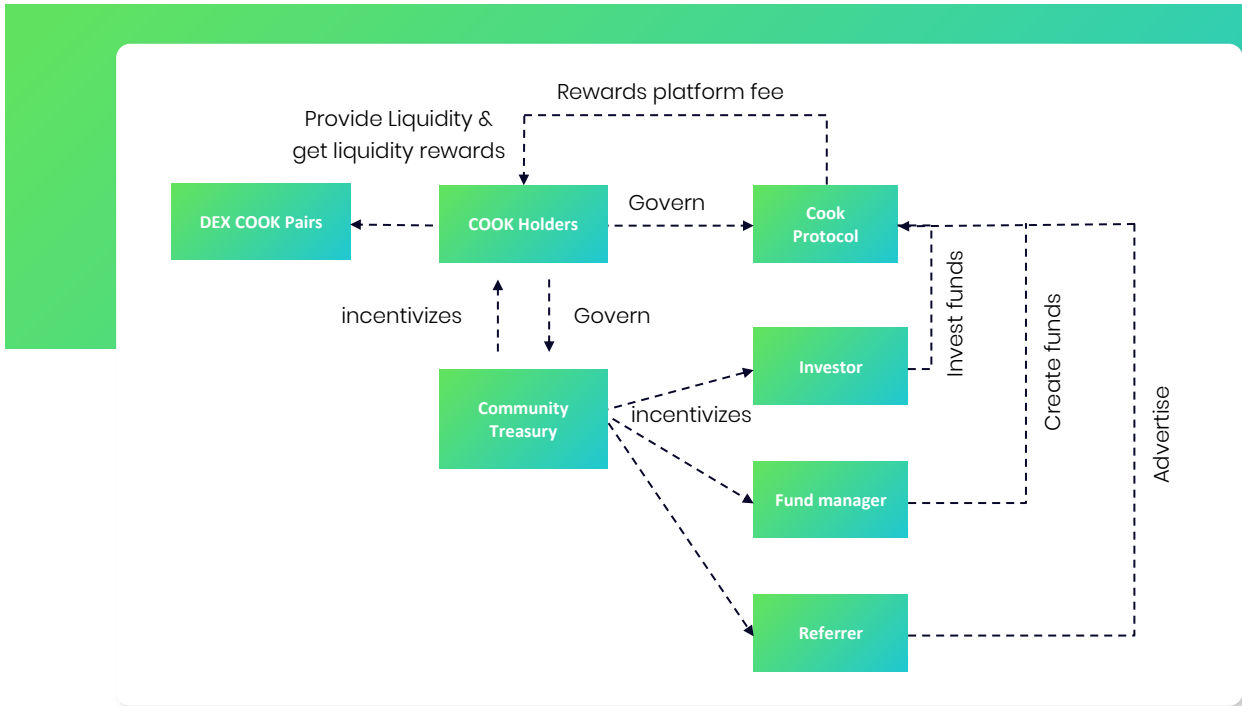 Rewards platform fee
Provide Liquidity &
get liquidity rewards
DEX COOK Pairs
COOK Holders
Govern
Cook
Protocol
incentivizes
Govern
Invest funds
Create funds
Advertise
Investor
Community
Treasury
incentivizes
Fund manager
Referrer